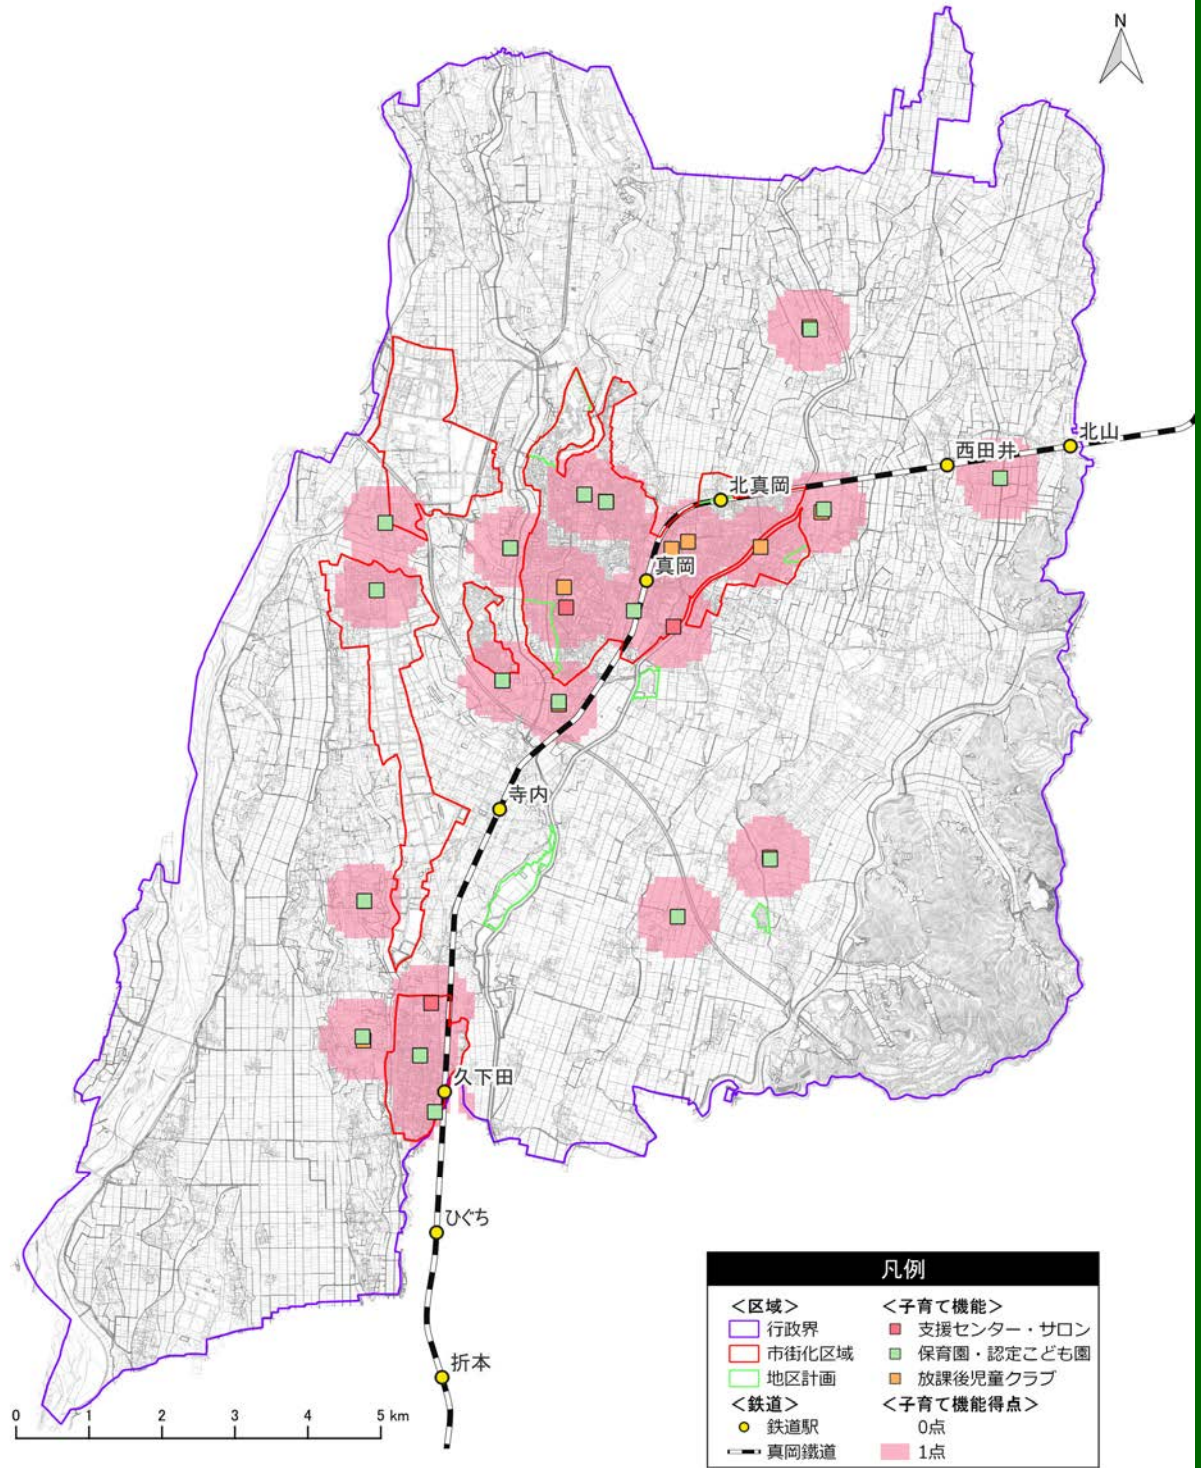 N
北山
西田井
北真岡
真岡
寺内
久下田
ひぐち
折本
0 1 2 3 4 5 km
凡例
＜区域＞
行政界
市街化区域
地区計画
＜鉄道＞
鉄道駅
真岡鐵道
＜子育て機能＞
支援センター・サロン
保育園・認定こども園
放課後児童クラブ
＜子育て機能得点＞
0点
1点